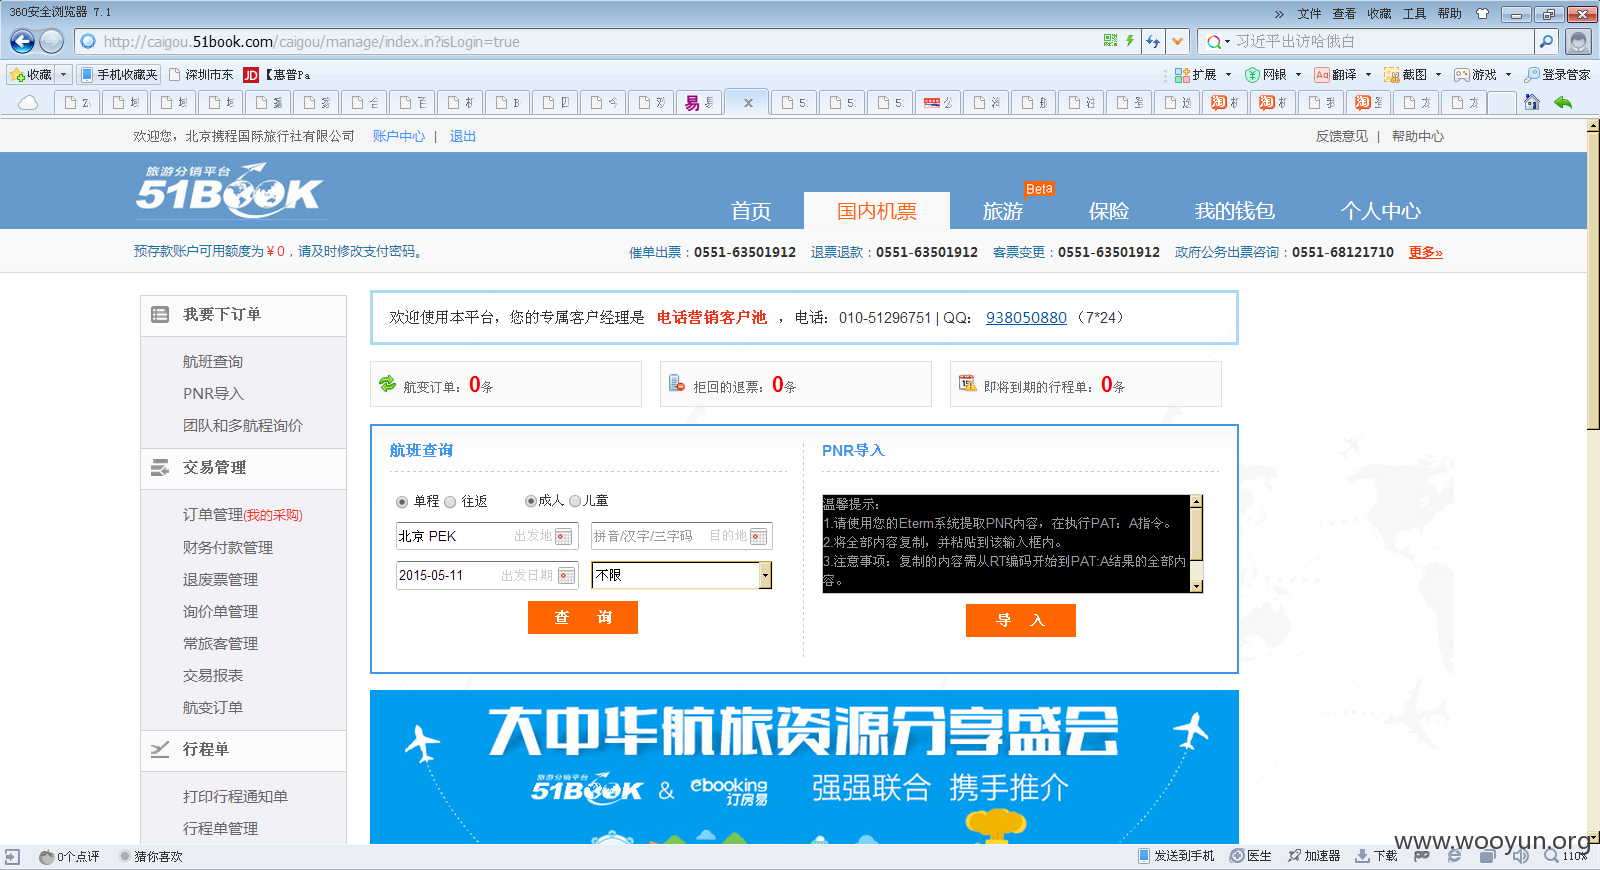 360安全浏览器 7.1
» 文件 查看 收藏 工具 帮助
http://caigou.51book.com/caigou/manage/index.in?isLogin=true
习近平出访哈俄白
收藏 手机收藏夹 深圳市东 JD 【惠普Pa
扩展 网银 翻译 截图 游戏 登录管家
欢迎您，北京携程国际旅行社有限公司 账户中心 | 退出
反馈意见 | 帮助中心
旅游分销平台
51BOOK
首页 国内机票 旅游 Beta 保险 我的钱包 个人中心
预存款账户可用额度为￥0，请及时修改支付密码。
催单出票：0551-63501912 退票退款：0551-63501912 客票变更：0551-63501912 政府公务出票咨询：0551-68121710 更多»
我要下订单
航班查询
PNR导入
团队和多航程询价
交易管理
订单管理(我的采购)
财务付款管理
退废票管理
询价单管理
常旅客管理
交易报表
航变订单
行程单
打印行程通知单
行程单管理
欢迎使用本平台，您的专属客户经理是 电话营销客户池 ，电话：010-51296751 | QQ： 938050880 （7*24）
航变订单：0条
拒回的退票：0条
即将到期的行程单：0条
航班查询
单程 往返 成人 儿童
北京 PEK 出发地 拼音/汉字/三字码 目的地
2015-05-11 出发日期 不限
查 询
PNR导入
温馨提示：
1.请使用您的Eterm系统提取PNR内容，在执行PAT：A指令。
2.将全部内容复制，并粘贴到该输入框内。
3.注意事项：复制的内容需从RT编码开始到PAT:A结果的全部内
容。
导 入
大中华航旅资源分享盛会
旅游分销平台
51BOOK & ebooking 订房易 强强联合 携手推介
www.wooyun.org
0个点评 猜你喜欢
发送到手机 医生 加速器 下载 110%